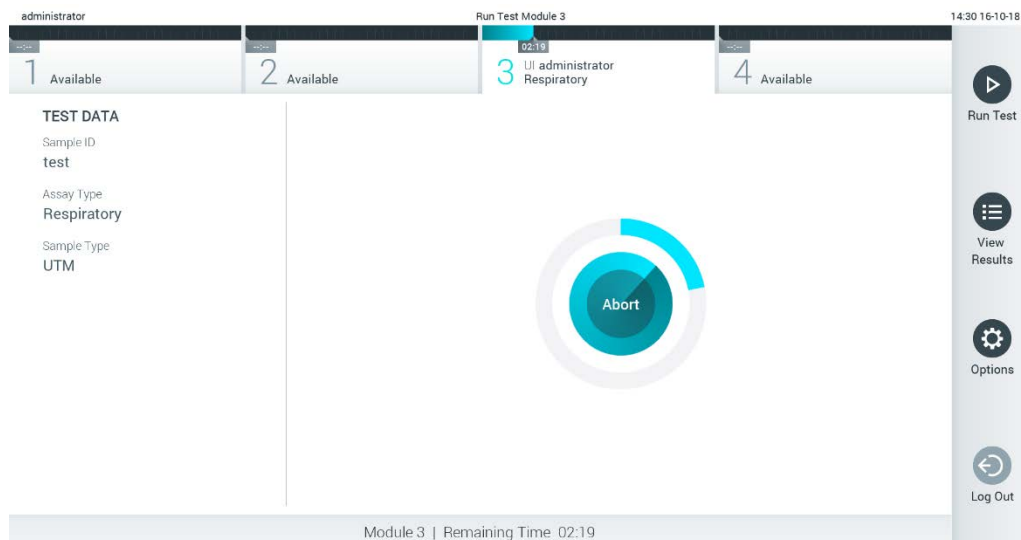 administrator
Run Test Module 3
14:30 16-10-18
--:--
1 Available
--:--
2 Available
02:19
3 UI administrator
Respiratory
--:--
4 Available
TEST DATA
Sample ID
test
Assay Type
Respiratory
Sample Type
UTM
Abort
Run Test
View
Results
Options
Log Out
Module 3 | Remaining Time 02:19